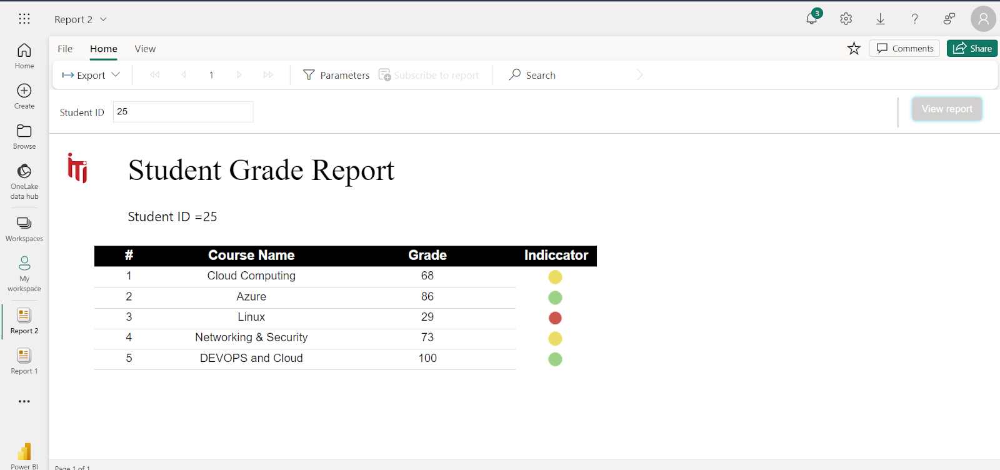 Report 2
3
File Home View
Comments Share
Export 1 Parameters Subscribe to report Search
Home
Create
Browse
OneLake
data hub
Workspaces
My
workspace
Report 2
Report 1
Power BI
Student ID 25 View report
iTi Student Grade Report
Student ID =25
# Course Name Grade Indiccator
1 Cloud Computing 68
2 Azure 86
3 Linux 29
4 Networking & Security 73
5 DEVOPS and Cloud 100
Page 1 of 1